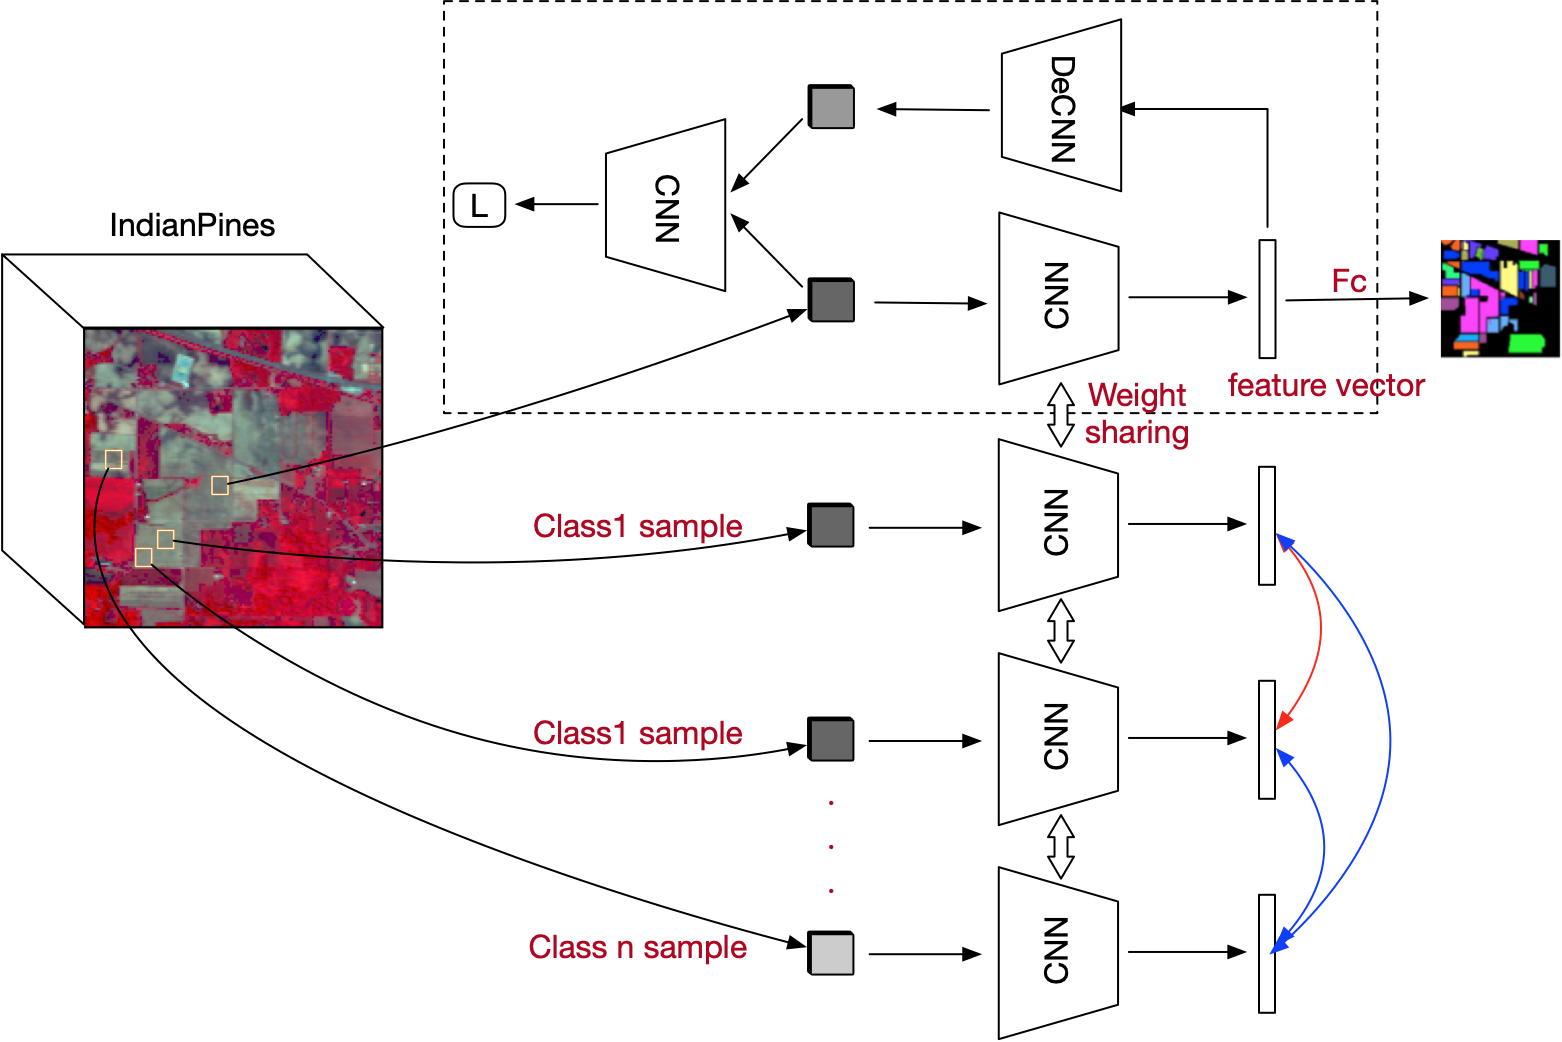 DeCNN
CNN
L
IndianPines
CNN
Fc
feature vector
Weight
sharing
Class1 sample
CNN
Class1 sample
CNN
Class n sample
CNN